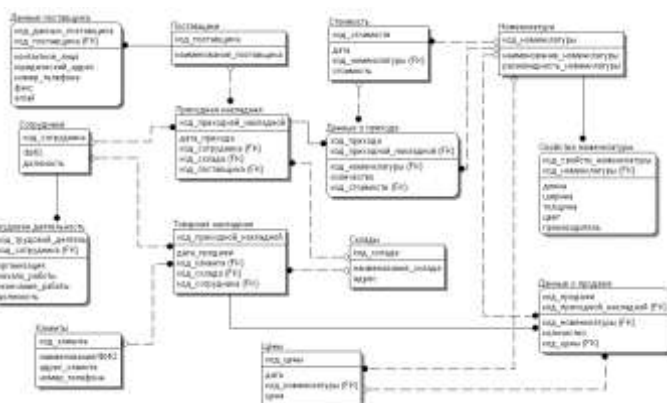 Данные поставщика
код_данных_поставщика
код_поставщика (FK)
контактное_лицо
юридический_адрес
номер_телефона
факс
email
Поставщики
код_поставщика
наименование_поставщика
Стоимость
код_стоимости
дата
код_номенклатуры (FK)
стоимость
Номенклатура
код_номенклатуры
наименование_номенклатуры
разновидность_номенклатуры
Сотрудники
код_сотрудника
ФИО
должность
Приходная накладная
код_приходной_накладной
дата_прихода
код_сотрудника (FK)
код_склада (FK)
код_поставщика (FK)
Данные о приходе
код_прихода
код_приходной_накладной (FK)
код_номенклатуры (FK)
количество
код_стоимости (FK)
Свойство номенклатуры
код_свойства_номенклатуры
код_номенклатуры (FK)
длина
ширина
толщина
цвет
производитель
удовая деятельность
код_трудовой_деятель
код_сотрудника (FK)
организация
начало_работы
окончание_работы
должность
Товарная накладная
код_приходной_накладной
дата_продажи
код_клиента (FK)
код_склада (FK)
код_сотрудника (FK)
Склады
код_склада
наименование_склада
адрес
Данные о продаже
код_продажи
код_приходной_накладной (FK)
код_номенклатуры (FK)
количество
код_цены (FK)
Клиенты
код_клиента
наименование/ФИО
адрес_клиента
номер_телефона
Цены
код_цены
дата
код_номенклатуры (FK)
цена